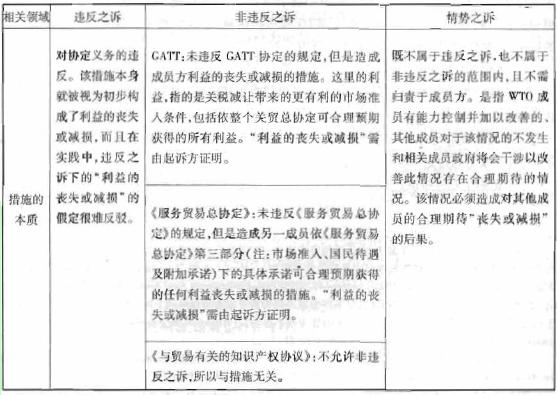 相关领域
违反之诉
非违反之诉
情势之诉
措施的
本质
对协定义务的违
反。该措施本身
就被视为初步构
成了利益的丧失
或减损，而且在
实践中，违反之
诉下的“利益的
丧失或减损”的
假定很难反驳。
GATT：未违反 GATT 协定的规定，但是造成
成员方利益的丧失或减损的措施。这里的利
益，指的是关税减让带来的更有利的市场准
入条件，包括依整个关贸总协定可合理预期
获得的所有利益。“利益的丧失或减损”需
由起诉方证明。
《服务贸易总协定》：未违反《服务贸易总协
定》的规定，但是造成另一成员依《服务贸易
总协定》第三部分（注：市场准入、国民待遇
及附加承诺）下的具体承诺可合理预期获得
的任何利益丧失或减损的措施。“利益的丧
失或减损”需由起诉方证明。
《与贸易有关的知识产权协议》：不允许非违
反之诉，所以与措施无关。
既不属于违反之诉，也不属于
非违反之诉的范围内，且不需
归责于成员方。是指 WTO 成
员有能力控制并加以改善的、
其他成员对于该情况的不发生
和相关成员政府将会干涉以改
善此情况存在合理期待的情
况。该情况必须造成对其他成
员的合理期待“丧失或减损”
的后果。